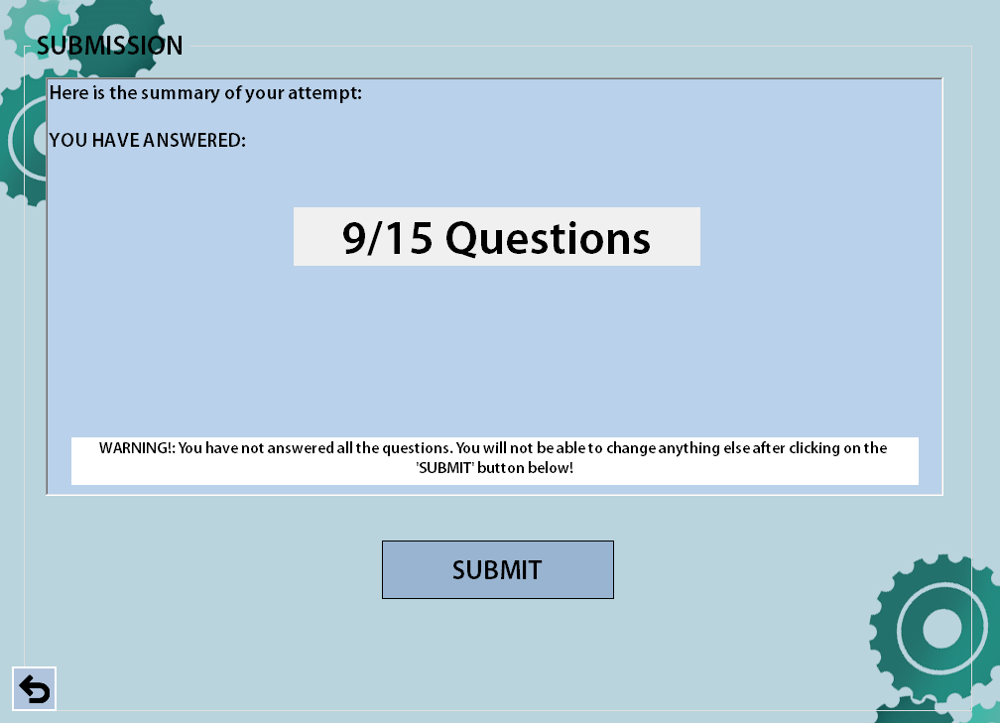 SUBMISSION
Here is the summary of your attempt:
YOU HAVE ANSWERED:
9/15 Questions
WARNING!: You have not answered all the questions. You will not be able to change anything else after clicking on the
'SUBMIT' button below!
SUBMIT